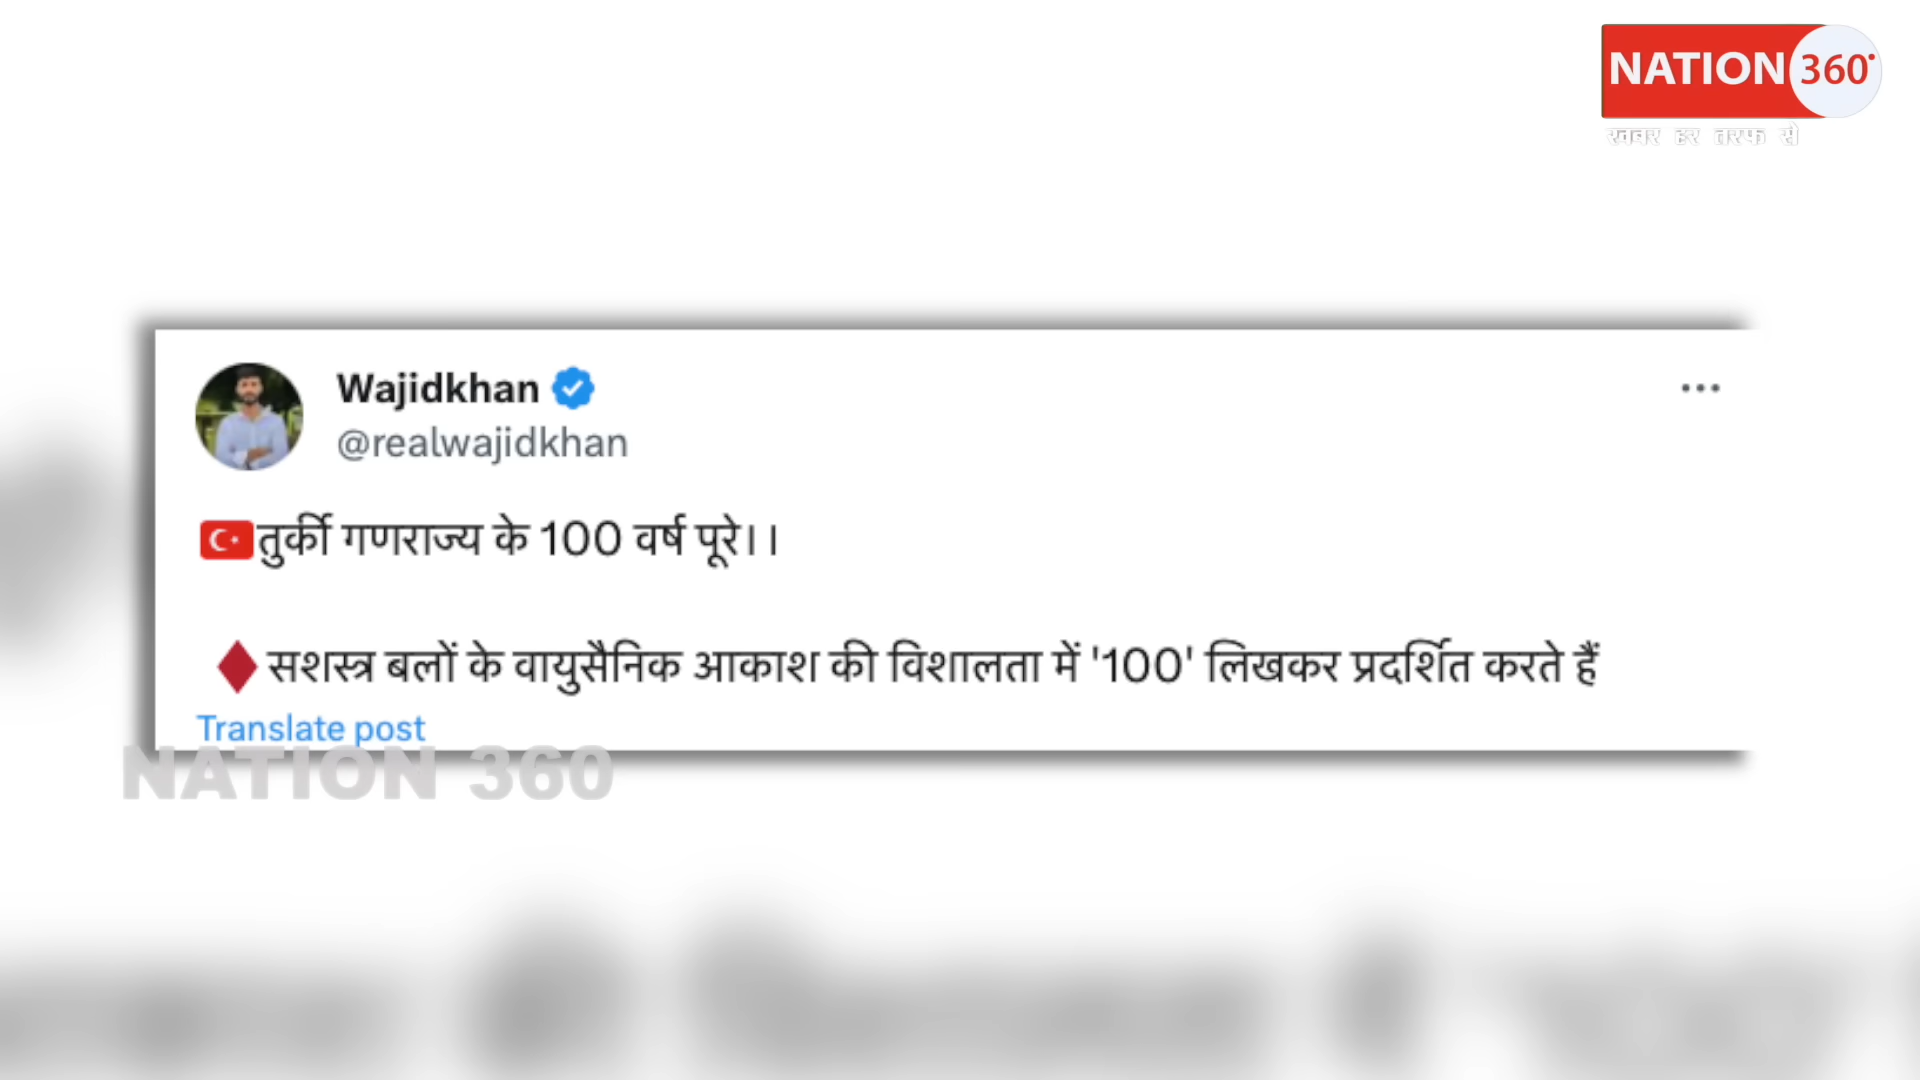 NATION 360°
खबर हर तरफ से
Wajidkhan
@realwajidkhan
तुर्की गणराज्य के 100 वर्ष पूरे।।
सशस्त्र बलों के वायुसैनिक आकाश की विशालता में '100' लिखकर प्रदर्शित करते हैं
Translate post
NATION 360